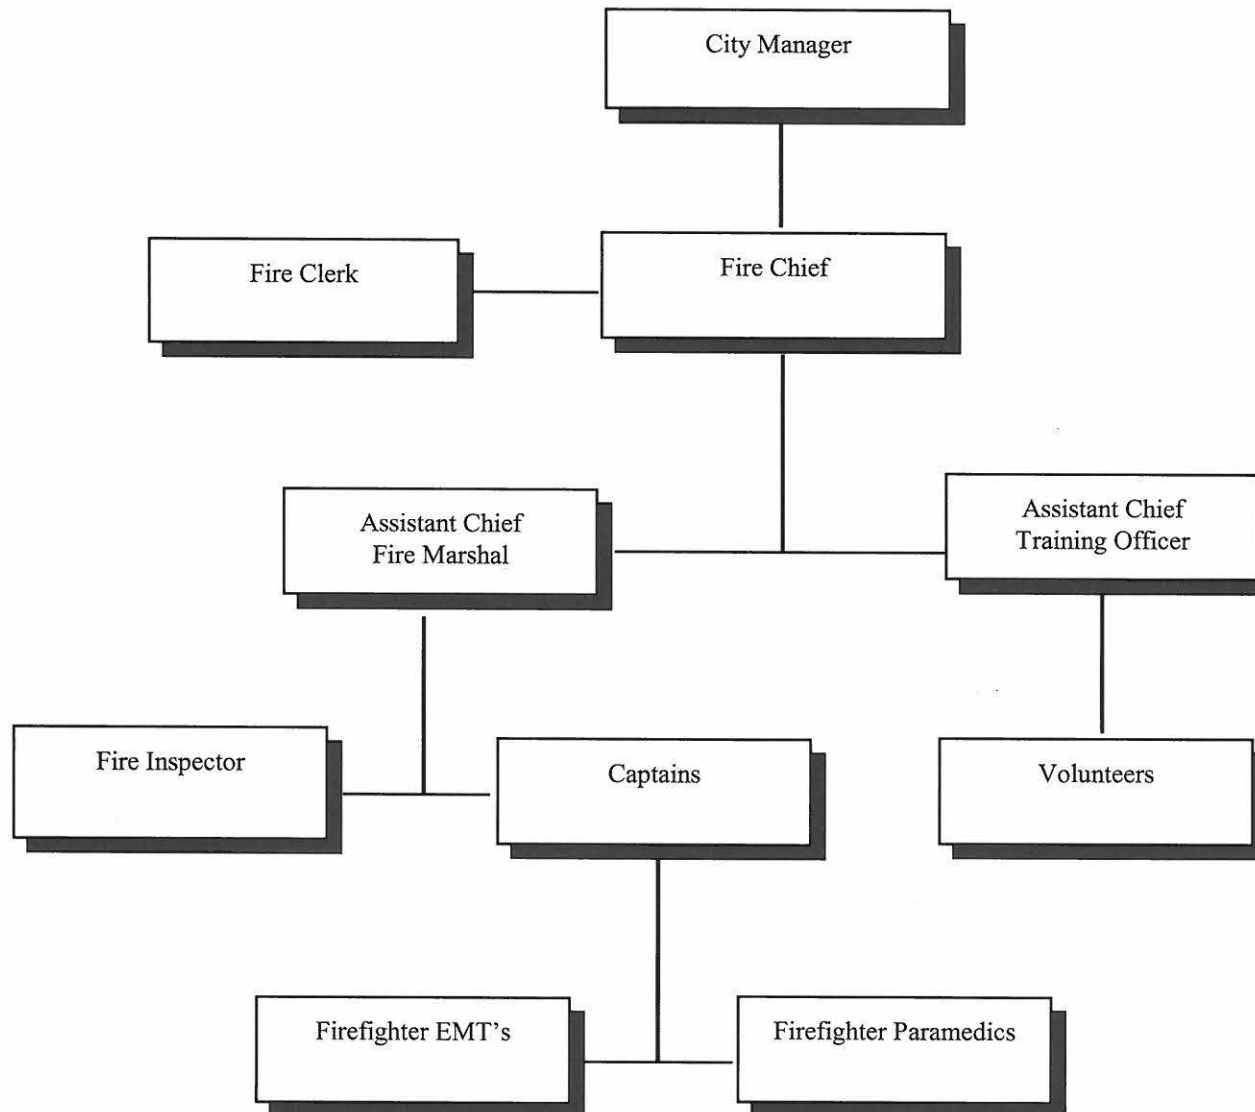 City Manager
Fire Clerk
Fire Chief
Assistant Chief
Fire Marshal
Assistant Chief
Training Officer
Fire Inspector
Captains
Volunteers
Firefighter EMT’s
Firefighter Paramedics